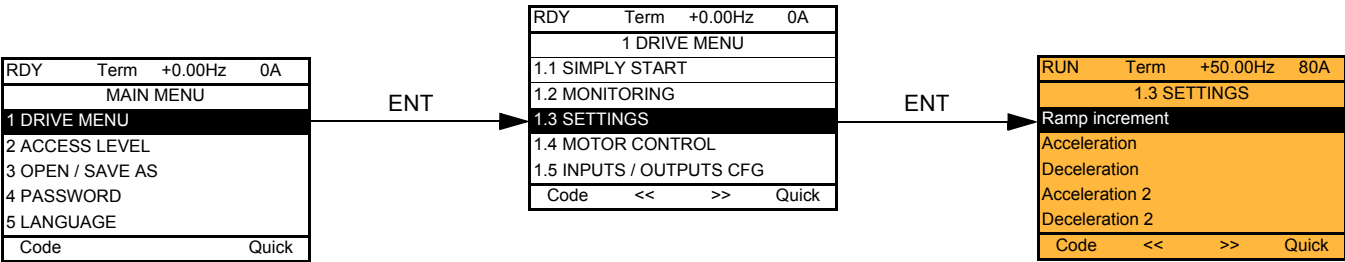 RDY Term +0.00Hz 0A
MAIN MENU
1 DRIVE MENU
2 ACCESS LEVEL
3 OPEN / SAVE AS
4 PASSWORD
5 LANGUAGE
Code Quick
ENT
RDY Term +0.00Hz 0A
1 DRIVE MENU
1.1 SIMPLY START
1.2 MONITORING
1.3 SETTINGS
1.4 MOTOR CONTROL
1.5 INPUTS / OUTPUTS CFG
Code << >> Quick
ENT
RUN Term +50.00Hz 80A
1.3 SETTINGS
Ramp increment
Acceleration
Deceleration
Acceleration 2
Deceleration 2
Code << >> Quick